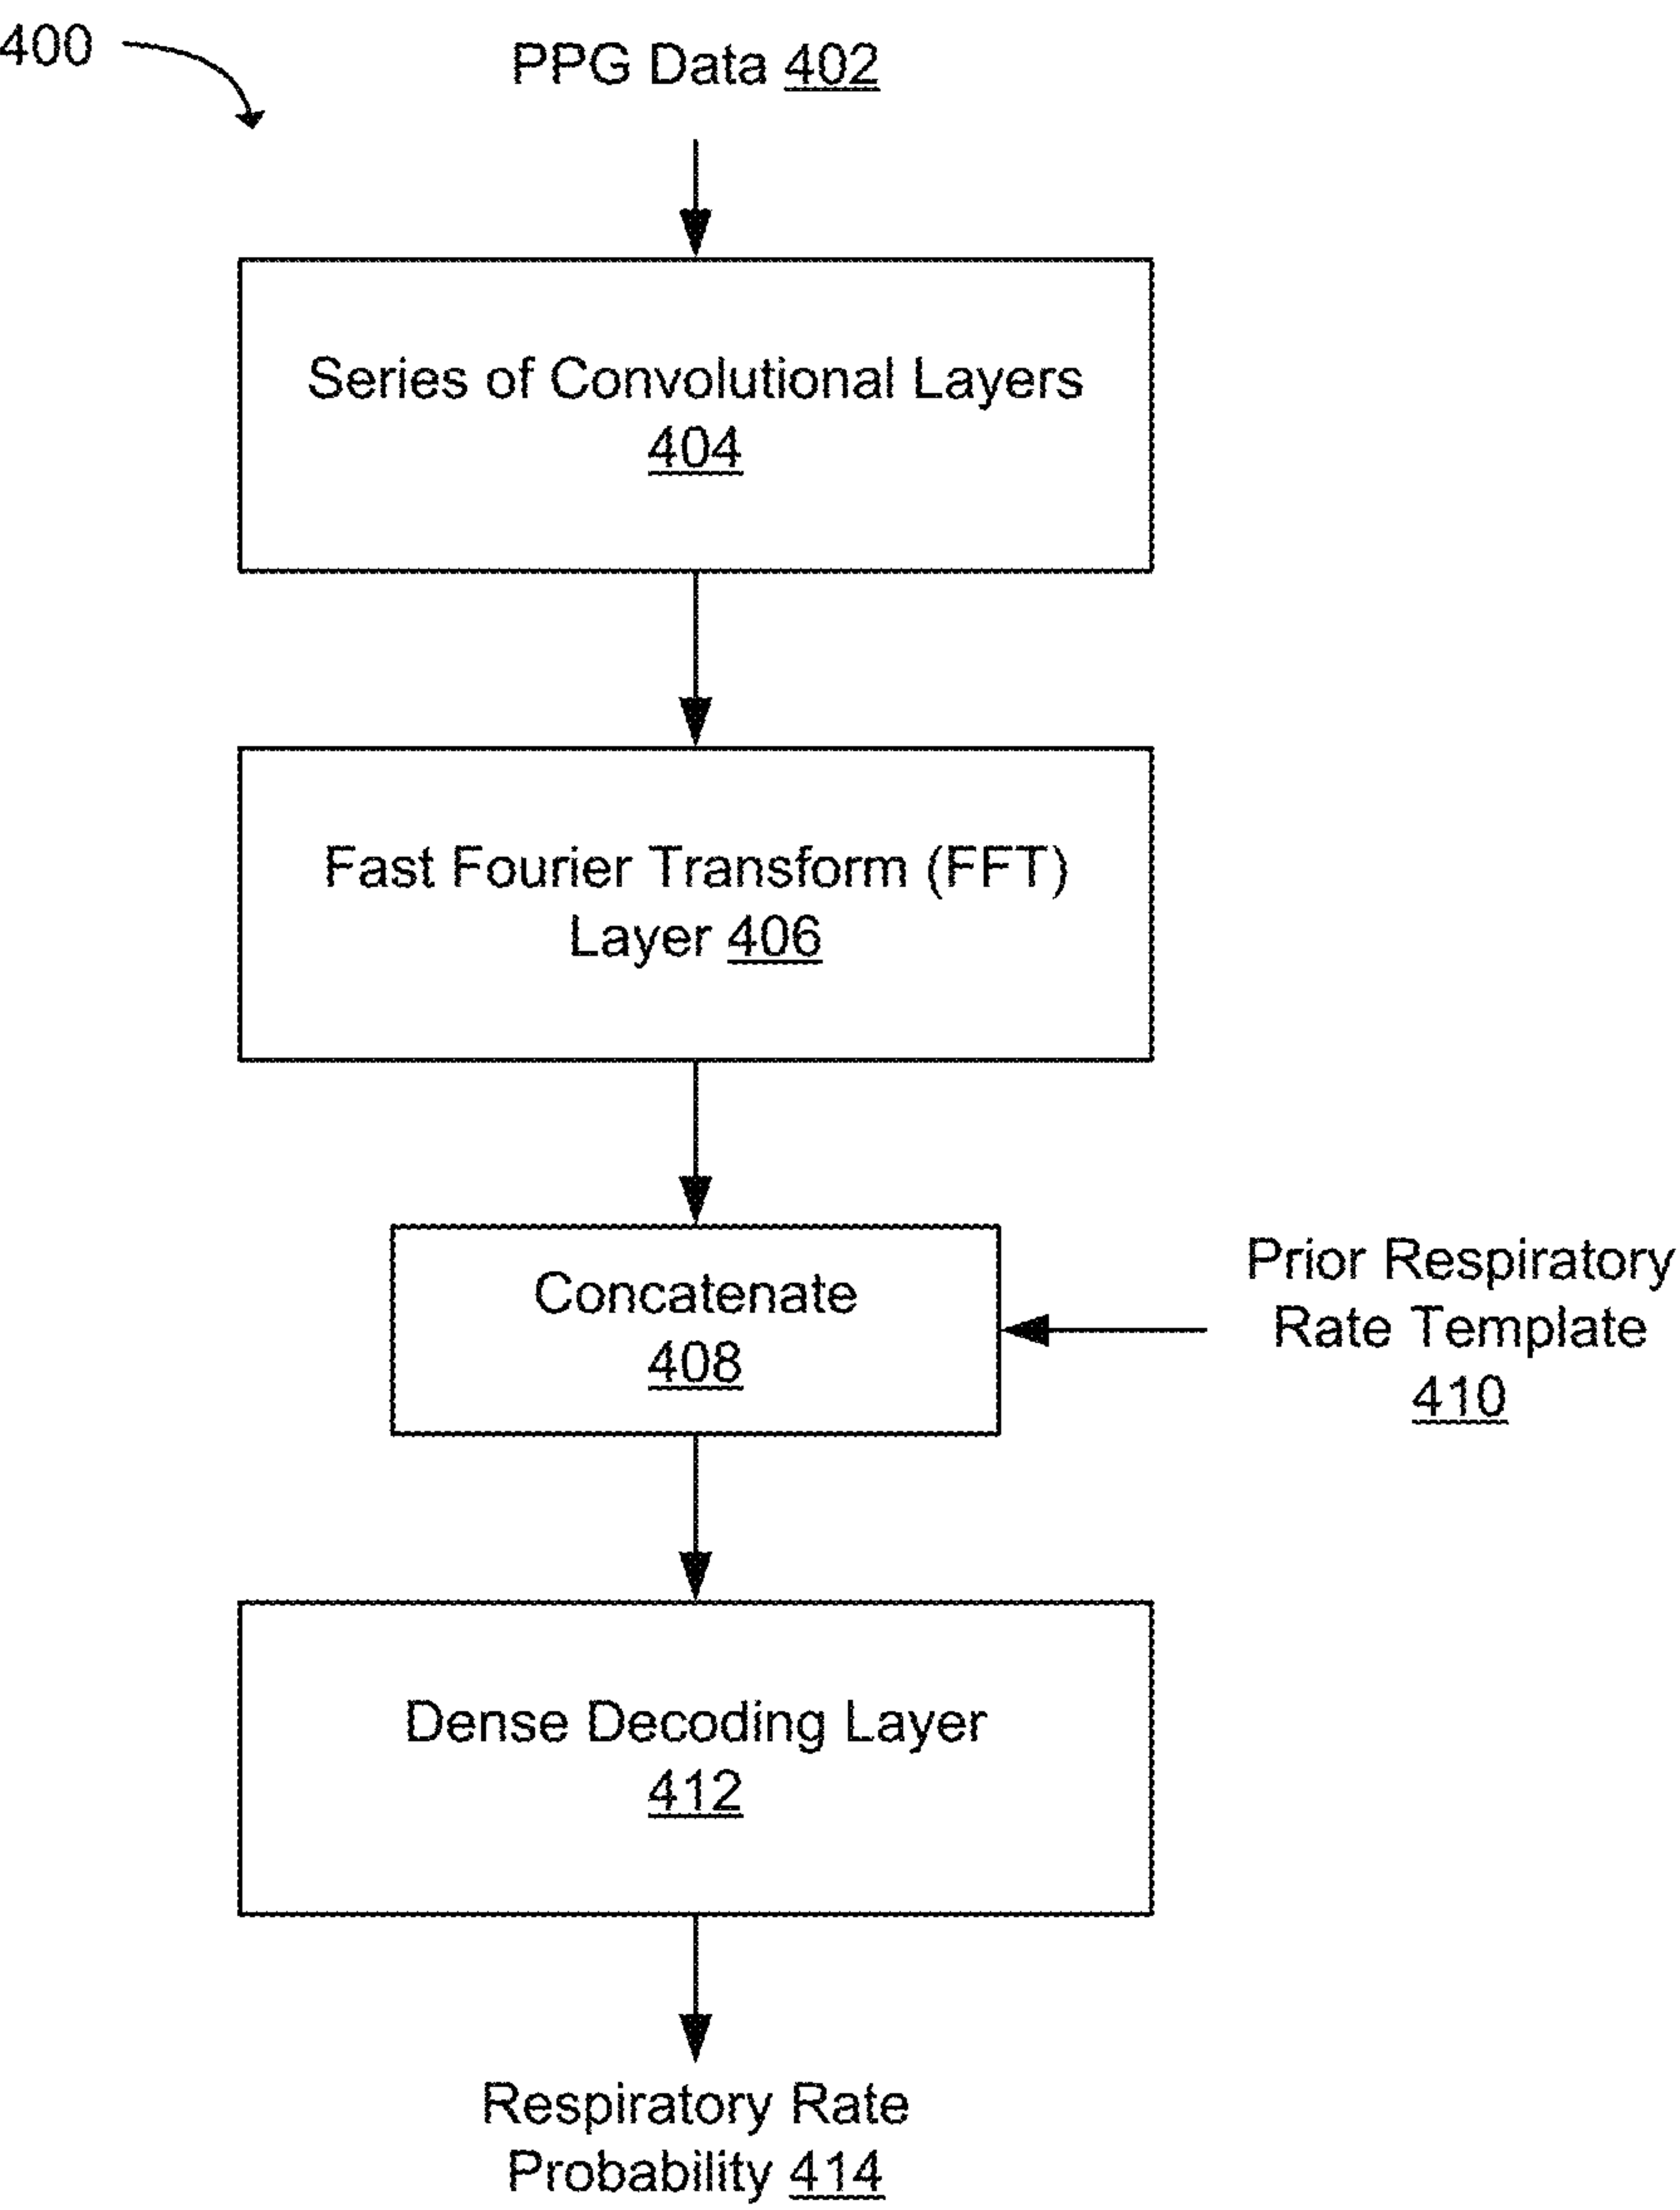 400
PPG Data 402
Series of Convolutional Layers
404
Fast Fourier Transform (FFT)
Layer 406
Concatenate
408
Prior Respiratory
Rate Template
410
Dense Decoding Layer
412
Respiratory Rate
Probability 414